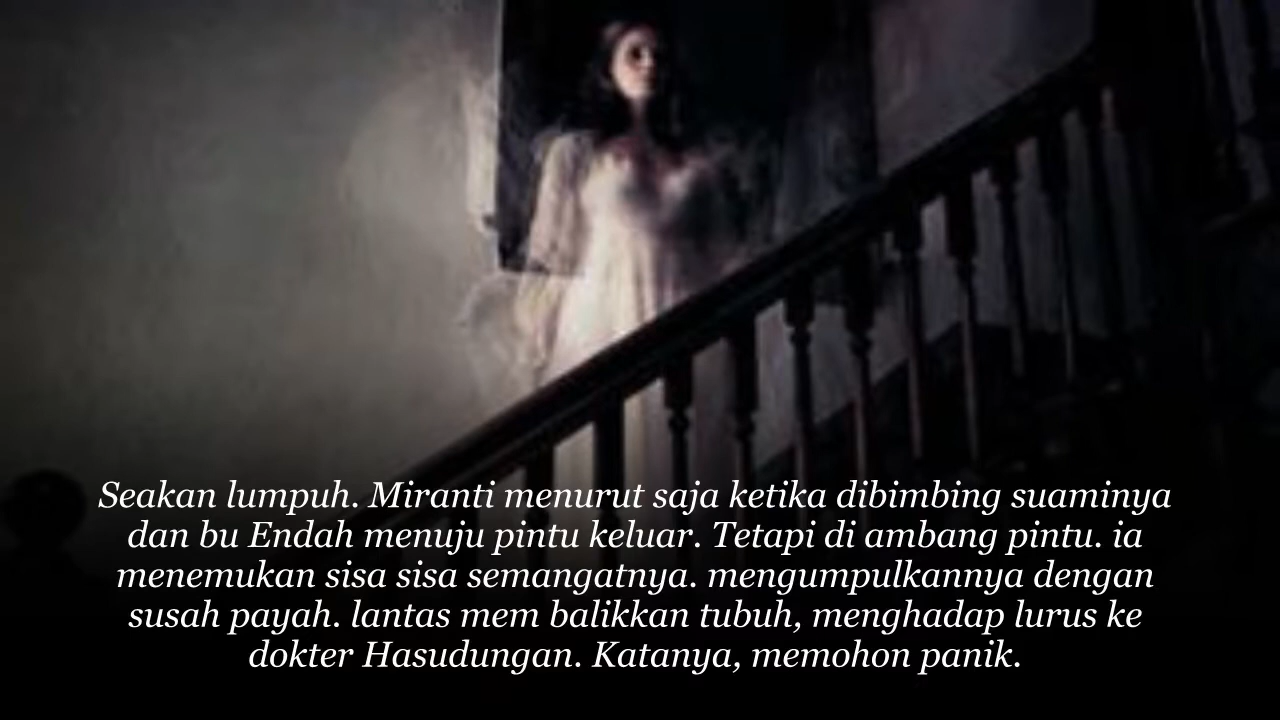 Seakan lumpuh. Miranti menurut saja ketika dibimbing suaminya
dan bu Endah menuju pintu keluar. Tetapi di ambang pintu. ia
menemukan sisa sisa semangatnya. mengumpulkannya dengan
susah payah. lantas mem balikkan tubuh, menghadap lurus ke
dokter Hasudungan. Katanya, memohon panik.